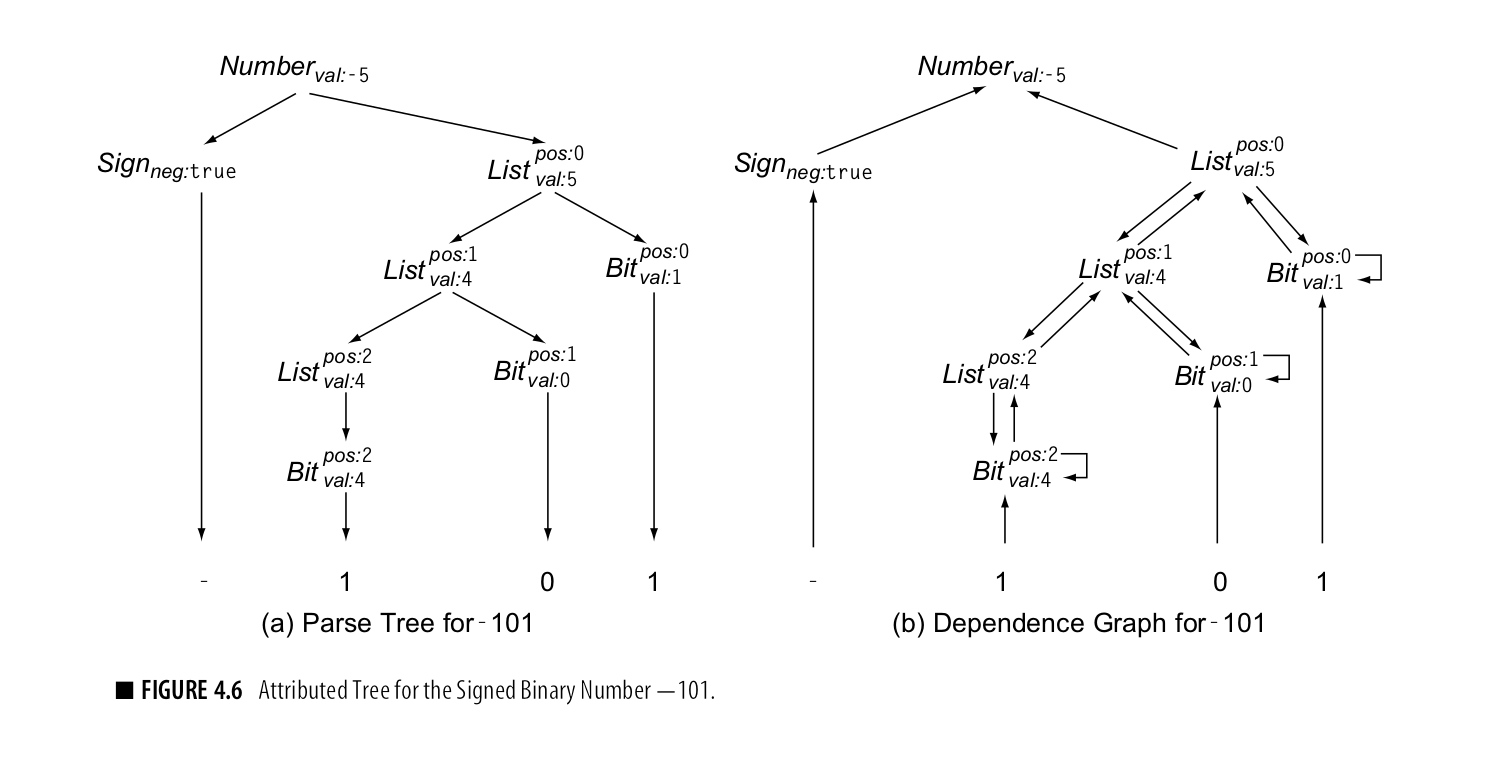 Number val:-5 Number val:-5
Sign neg:true List pos:0 val:5 Sign neg:true List pos:0 val:5
List pos:1 val:4 Bit pos:0 val:1 List pos:1 val:4 Bit pos:0 val:1
List pos:2 val:4 Bit pos:1 val:0 List pos:2 val:4 Bit pos:1 val:0
Bit pos:2 val:4 Bit pos:2 val:4
- 1 0 1 - 1 0 1
(a) Parse Tree for -101 (b) Dependence Graph for -101
■ FIGURE 4.6 Attributed Tree for the Signed Binary Number —101.